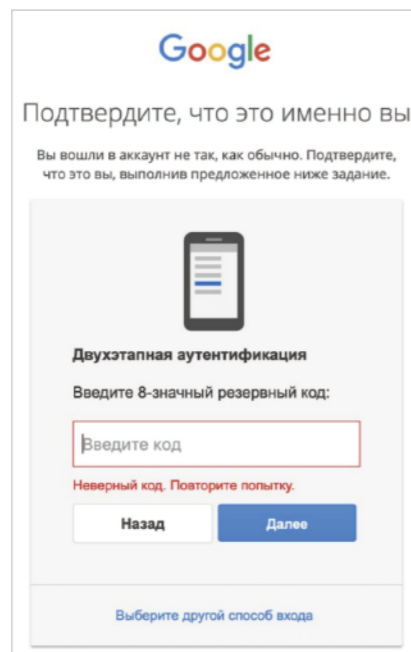 Google
Подтвердите, что это именно вы
Вы вошли в аккаунт не так, как обычно. Подтвердите,
что это вы, выполнив предложенное ниже задание.
Двухэтапная аутентификация
Введите 8-значный резервный код:
Введите код
Неверный код. Повторите попытку.
Назад Далее
Выберите другой способ входа